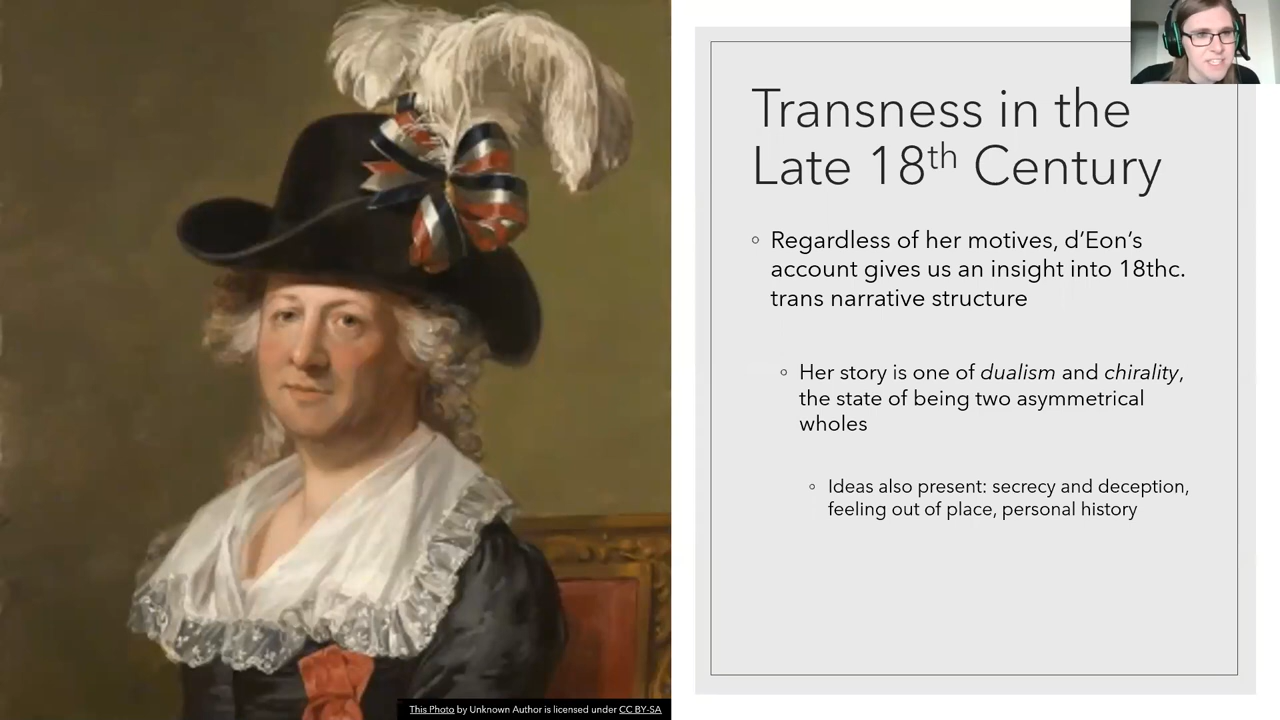 Transness in the
Late 18th Century
Regardless of her motives, d’Eon’s
account gives us an insight into 18thc.
trans narrative structure
Her story is one of dualism and chirality,
the state of being two asymmetrical
wholes
Ideas also present: secrecy and deception,
feeling out of place, personal history
This Photo by Unknown Author is licensed under CC BY-SA